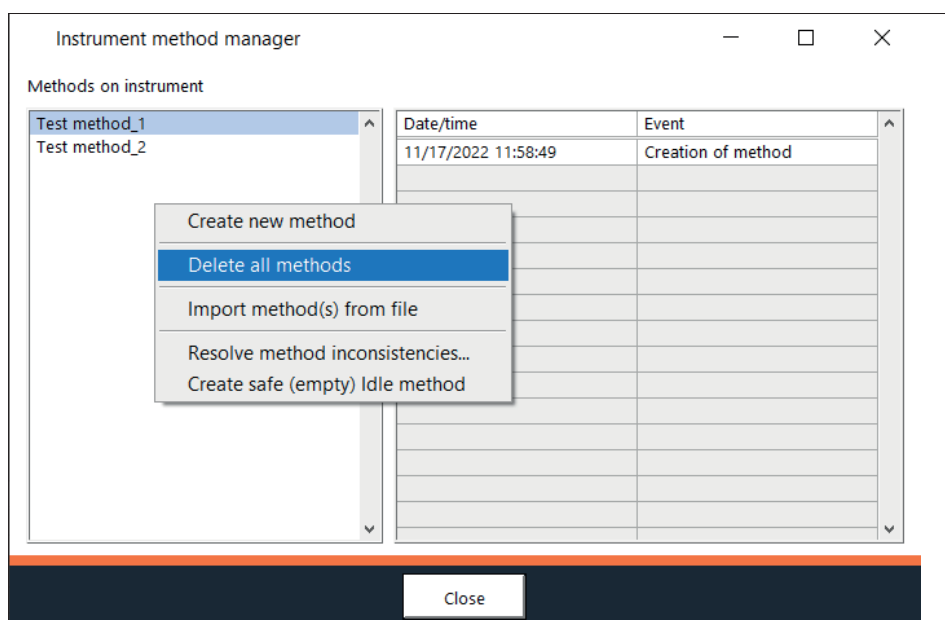 Instrument method manager
Methods on instrument
Test method_1
Test method_2
Date/time Event
11/17/2022 11:58:49 Creation of method
Create new method
Delete all methods
Import method(s) from file
Resolve method inconsistencies...
Create safe (empty) Idle method
Close